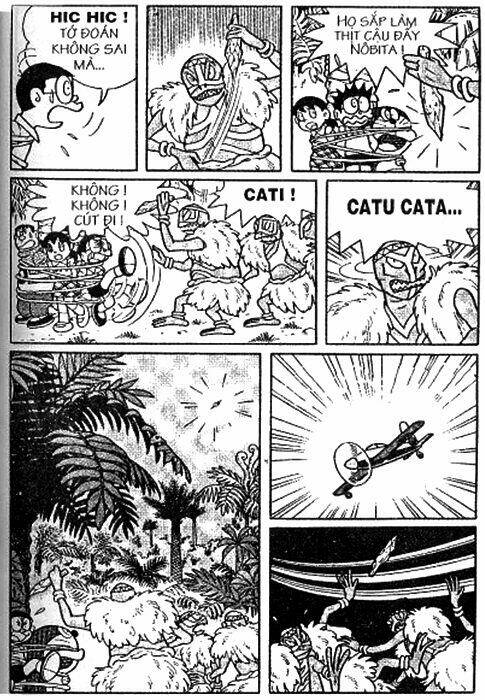 HIC HIC !
TỚ ĐOÁN
KHÔNG SAI
MÀ...
HỌ SẮP LÀM
THỊT CẬU ĐẤY
NÔBITA !
KHÔNG !
KHÔNG !
CÚT ĐI !
CATI !
CATU CATA...